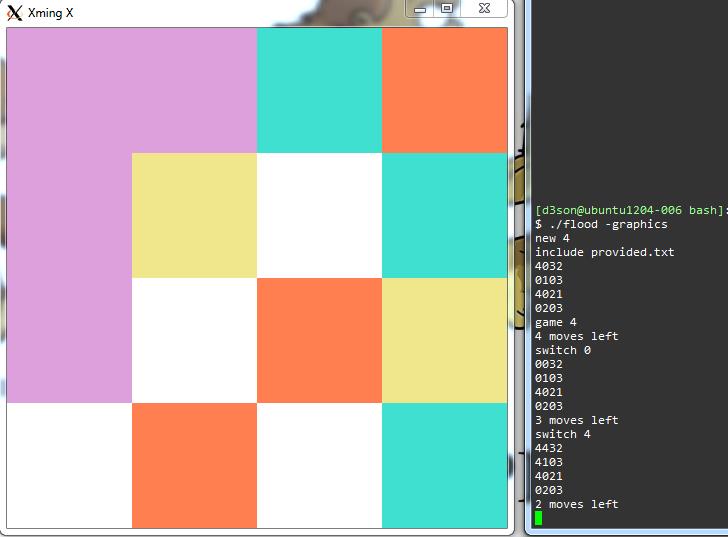 Xming X
[d3son@ubuntu1204-006 bash]:
$ ./flood -graphics
new 4
include provided.txt
4032
0103
4021
0203
game 4
4 moves left
switch 0
0032
0103
4021
0203
3 moves left
switch 4
4432
4103
4021
0203
2 moves left